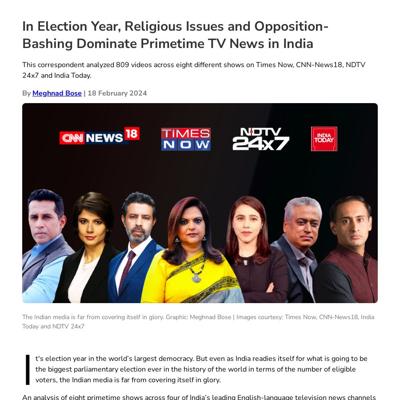 In Election Year, Religious Issues and Opposition-
Bashing Dominate Primetime TV News in India
This correspondent analyzed 809 videos across eight different shows on Times Now, CNN-News18, NDTV
24x7 and India Today.
By Meghnad Bose | 18 February 2024
CNN NEWS 18
TIMES NOW
NDTV 24x7
INDIA TODAY
The Indian media is far from covering itself in glory. Graphic: Meghnad Bose | Images courtesy: Times Now, CNN-News18, India
Today and NDTV 24x7
It's election year in the world's largest democracy. But even as India readies itself for what is going to be
the biggest parliamentary election ever in the history of the world in terms of the number of eligible
voters, the Indian media is far from covering itself in glory.
An analysis of eight primetime shows across four of India's leading English-language television news channels